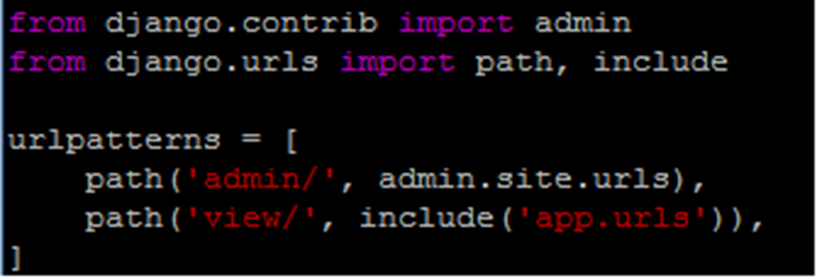 from django.contrib import admin
from django.urls import path, include

urlpatterns = [
    path('admin/', admin.site.urls),
    path('view/', include('app.urls')),
]